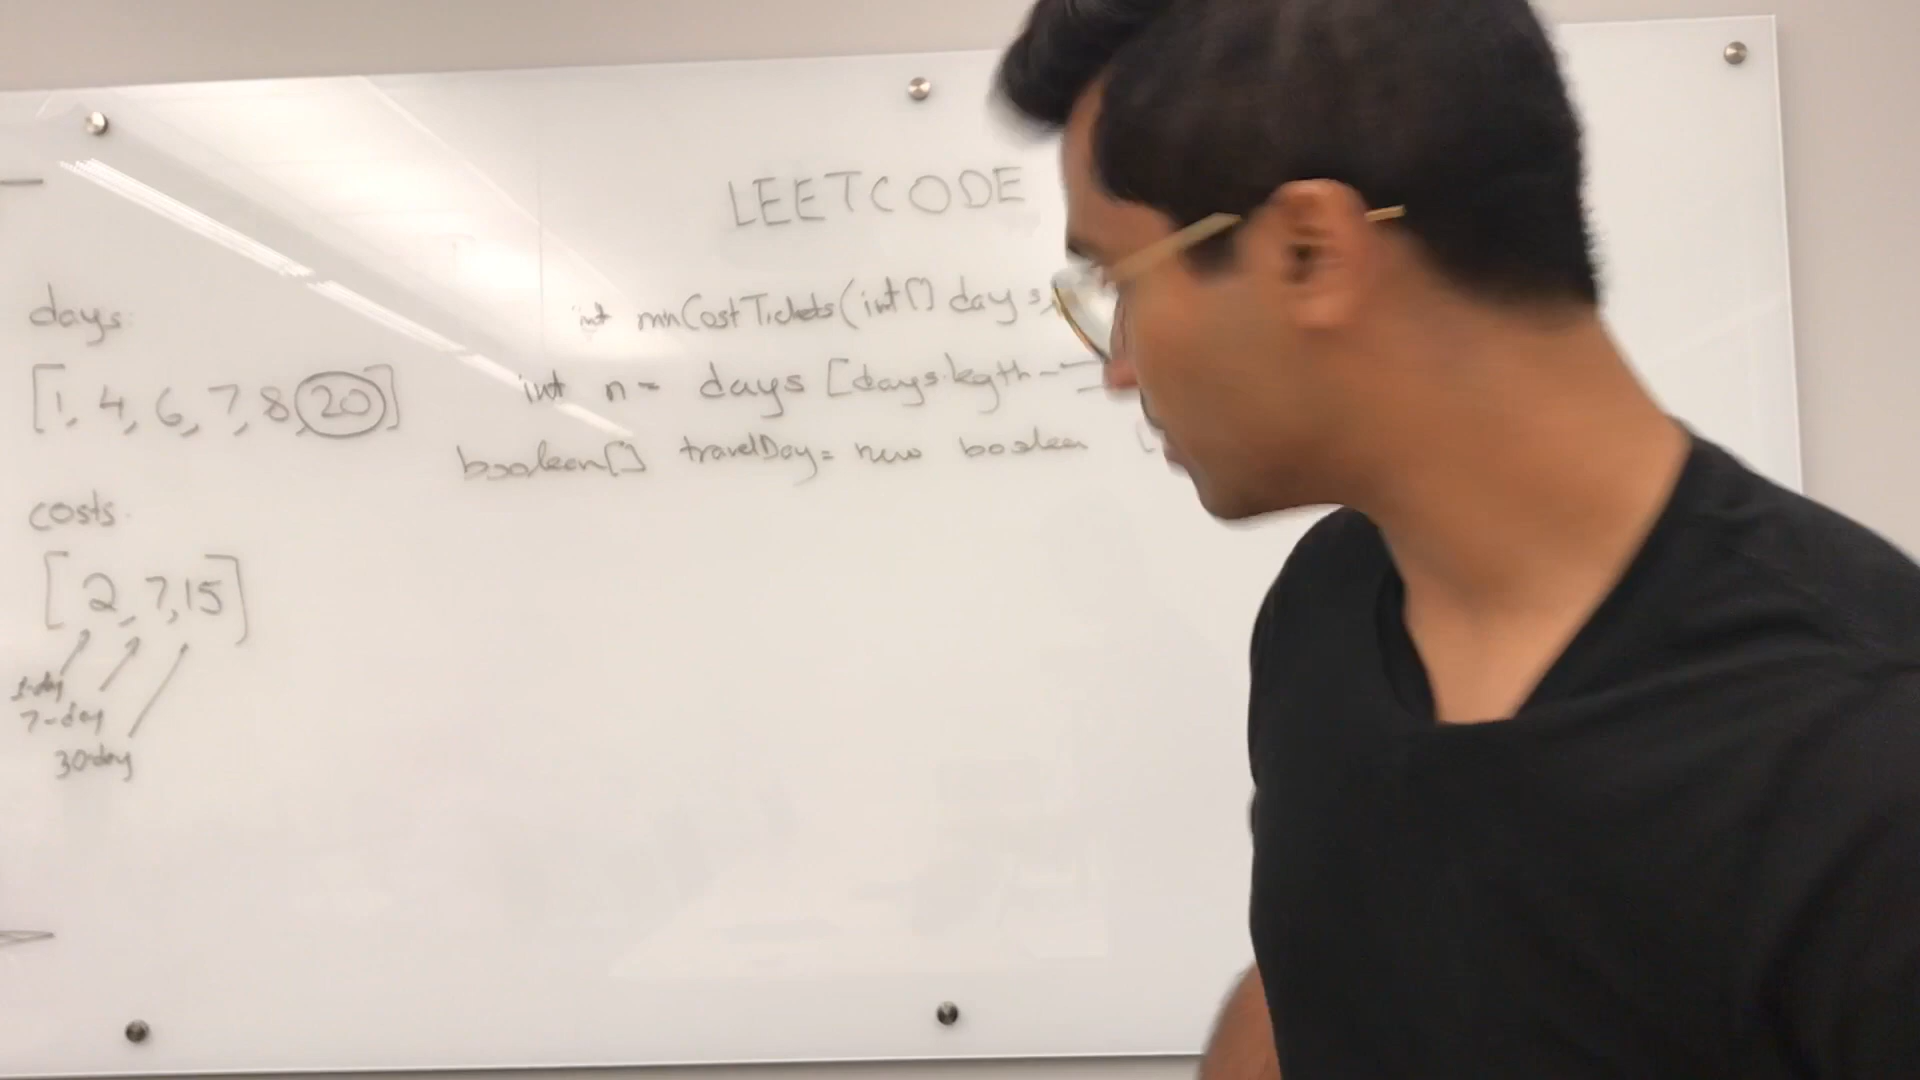 LEETCODE
days
[1, 4, 6, 7, 8, 20]
costs
[2, 7, 15]
1-day
7-day
30-day
int minCostTickets(int[] days,
int n = days [days.length -
boolean[] travelDay = new boolean